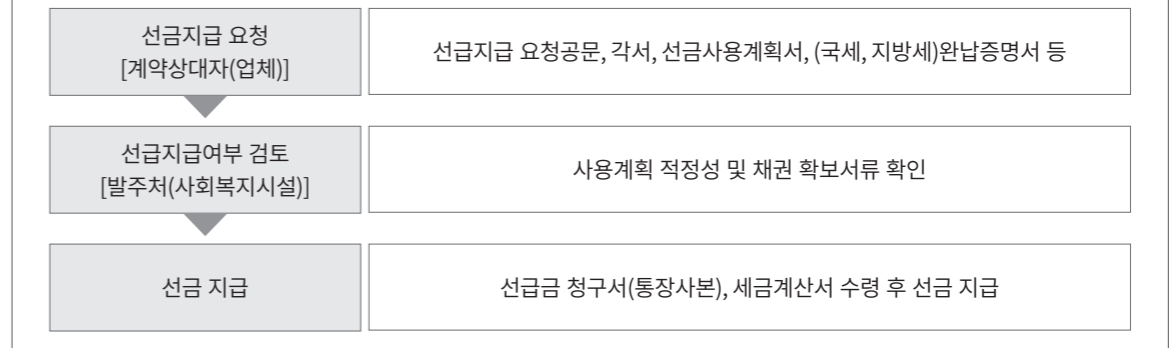 선금지급 요청
[계약상대자(업체)]
선급지급 요청공문, 각서, 선금사용계획서, (국세, 지방세)완납증명서 등
선급지급여부 검토
[발주처(사회복지시설)]
사용계획 적정성 및 채권 확보서류 확인
선금 지급
선급금 청구서(통장사본), 세금계산서 수령 후 선금 지급